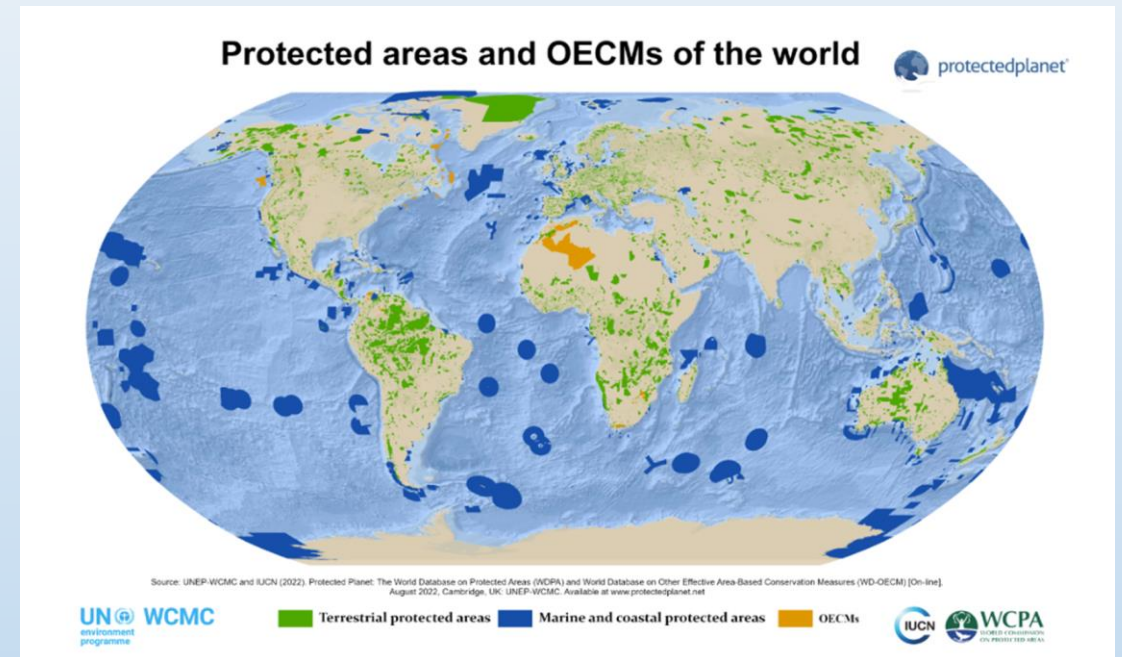 Protected areas and OECMs of the world
protectedplanet®
Source: UNEP-WCMC and IUCN (2022). Protected Planet: The World Database on Protected Areas (WDPA) and World Database on Other Effective Area-Based Conservation Measures (WD-OECM) [On-line].
August 2022, Cambridge, UK: UNEP-WCMC. Available at www.protectedplanet.net
UN WCMC
environment
programme
Terrestrial protected areas
Marine and coastal protected areas
OECMs
IUCN
WCPA
WORLD COMMISSION
ON PROTECTED AREAS